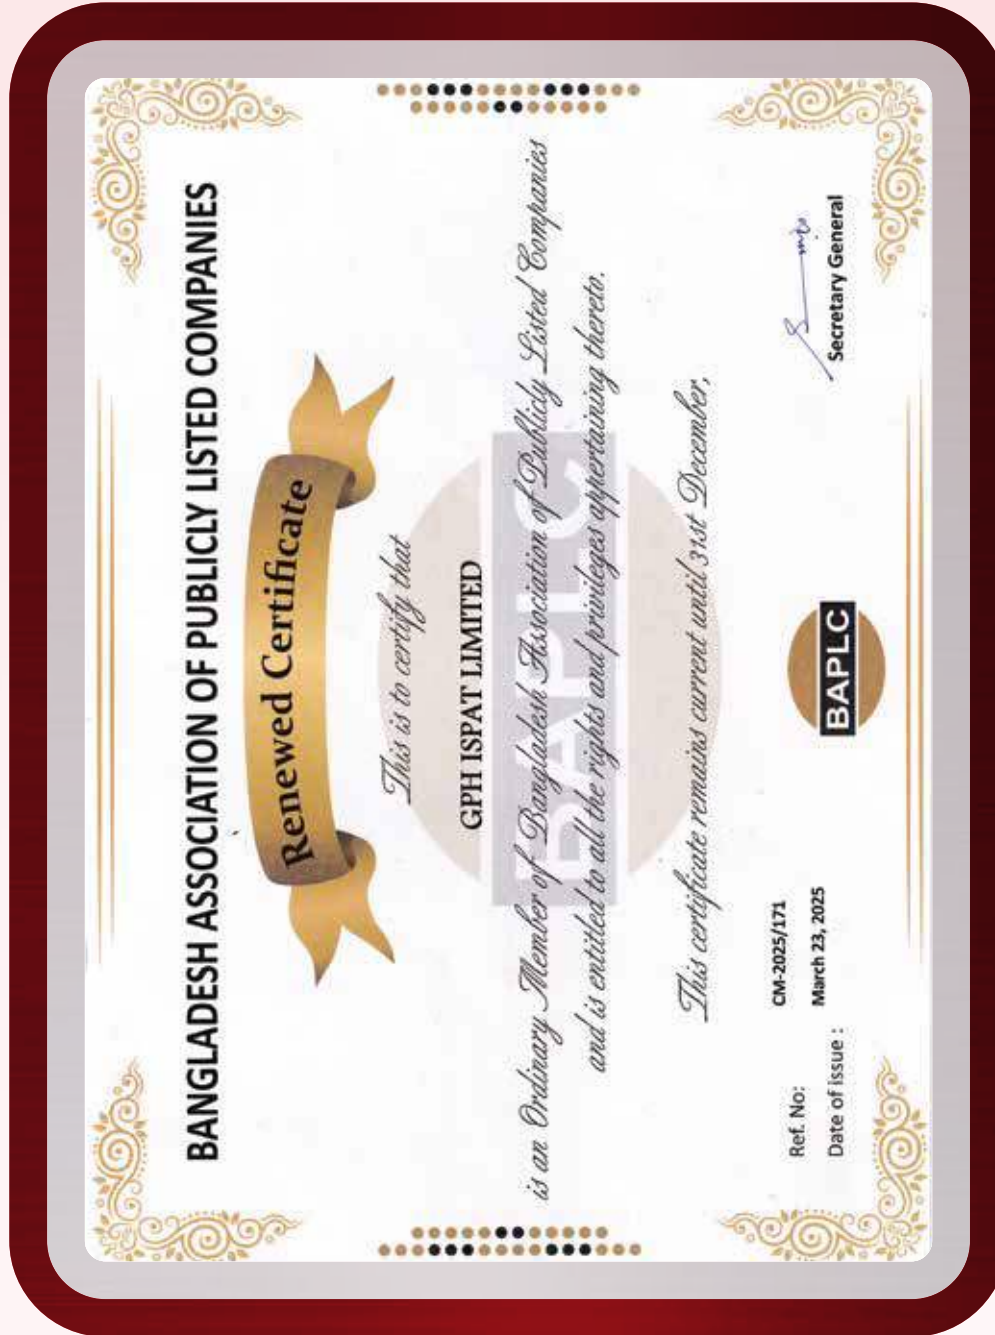 BANGLADESH ASSOCIATION OF PUBLICLY LISTED COMPANIES
Renewed Certificate
This is to certify that
GPH ISPAT LIMITED
is an Ordinary Member of Bangladesh Association of Publicly Listed Companies
and is entitled to all the rights and privileges appertaining thereto.
This certificate remains current until 31st December,
Ref. No: CM-2025/171
Date of issue : March 23, 2025
BAPLC
Secretary General
BAPLC